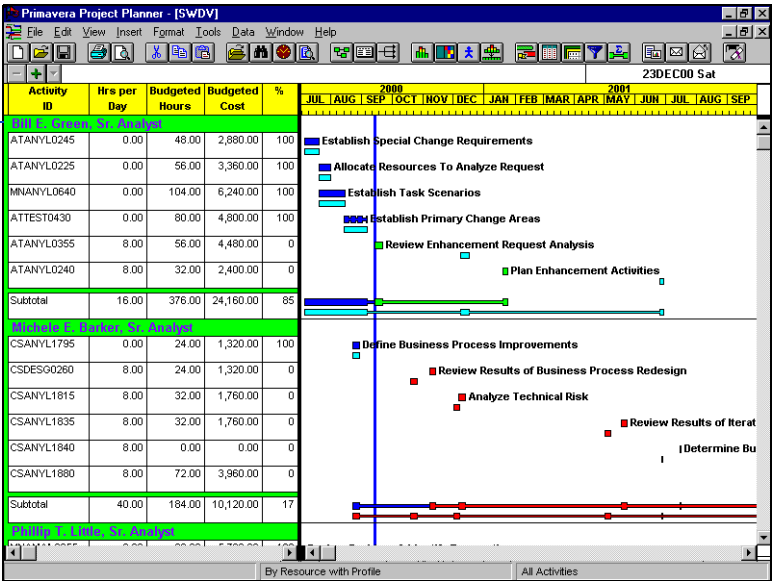 Primavera Project Planner - [SWDV]
File Edit View Insert Format Tools Data Window Help
23DEC00 Sat
Activity ID Hrs per Day Budgeted Hours Budgeted Cost %
2000 2001
JUL AUG SEP OCT NOV DEC JAN FEB MAR APR MAY JUN JUL AUG SEP
Bill E. Green, Sr. Analyst
ATANYL0245 0.00 48.00 2,880.00 100 Establish Special Change Requirements
ATANYL0225 0.00 56.00 3,360.00 100 Allocate Resources To Analyze Request
MNANYL0640 0.00 104.00 6,240.00 100 Establish Task Scenarios
ATTEST0430 0.00 80.00 4,800.00 100 Establish Primary Change Areas
ATANYL0355 8.00 56.00 4,480.00 0 Review Enhancement Request Analysis
ATANYL0240 8.00 32.00 2,400.00 0 Plan Enhancement Activities
Subtotal 16.00 376.00 24,160.00 85
Michele E. Barker, Sr. Analyst
CSANYL1795 0.00 24.00 1,320.00 100 Define Business Process Improvements
CSDESG0260 8.00 24.00 1,320.00 0 Review Results of Business Process Redesign
CSANYL1815 8.00 32.00 1,760.00 0 Analyze Technical Risk
CSANYL1835 8.00 32.00 1,760.00 0 Review Results of Iterat
CSANYL1840 8.00 0.00 0.00 0 Determine Bu
CSANYL1880 8.00 72.00 3,960.00 0
Subtotal 40.00 184.00 10,120.00 17
Phillip T. Little, Sr. Analyst
By Resource with Profile All Activities